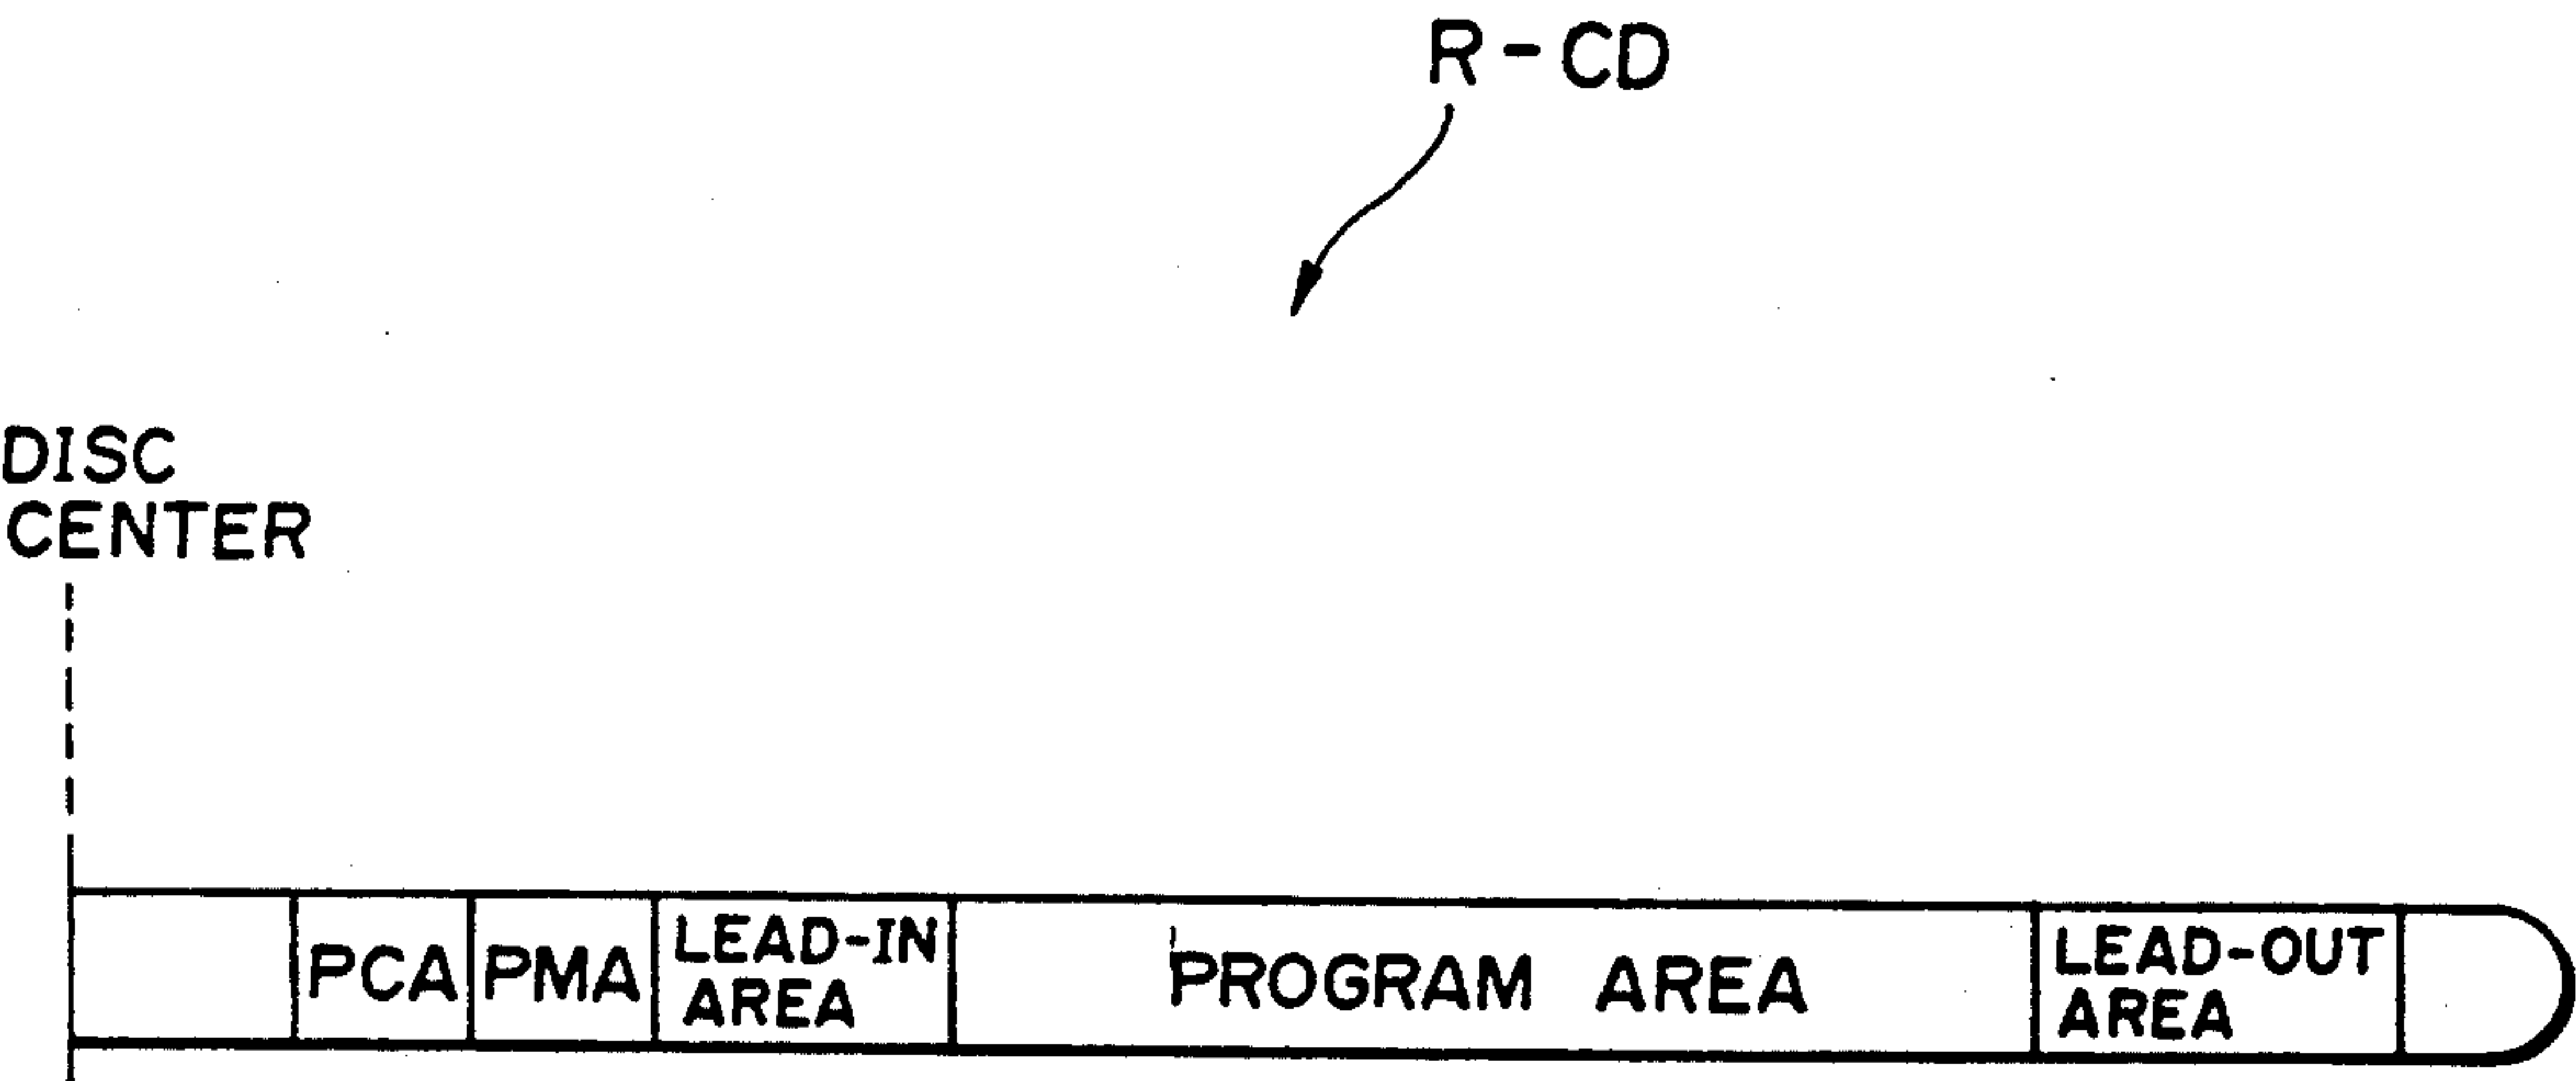 R-CD
DISC
CENTER
PCA
PMA
LEAD-IN
AREA
PROGRAM AREA
LEAD-OUT
AREA